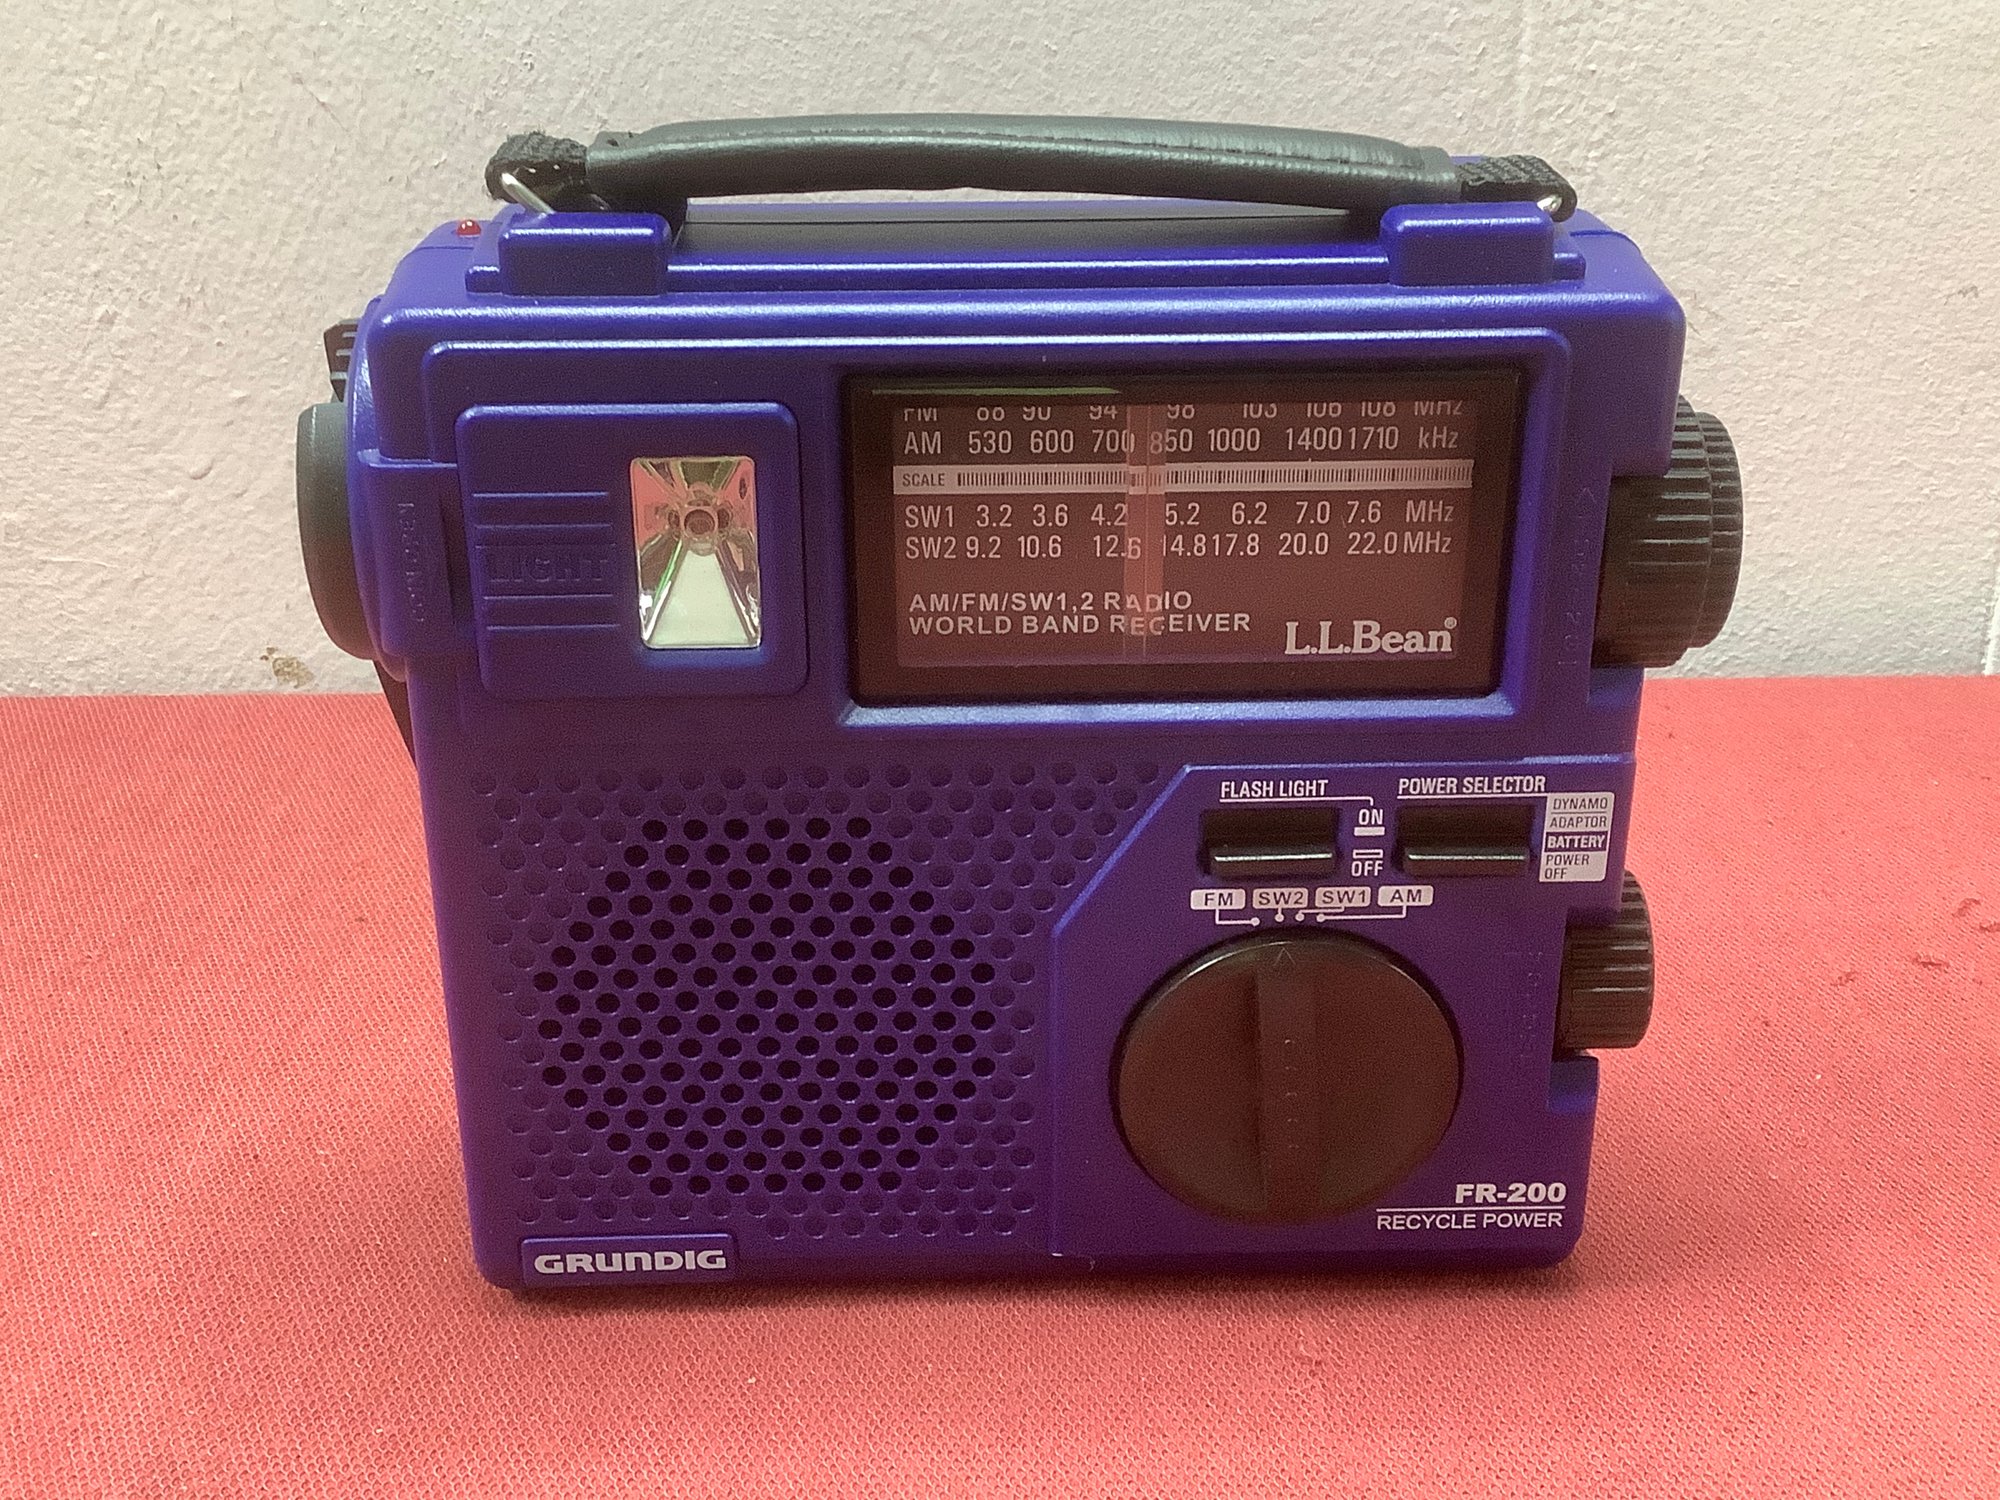 FM 88 90 94 98 103 106 108 MHz
AM 530 600 700 850 1000 1400 1710 kHz
SCALE
SW1 3.2 3.6 4.2 5.2 6.2 7.0 7.6 MHz
SW2 9.2 10.6 12.6 14.8 17.8 20.0 22.0 MHz
AM/FM/SW1,2 RADIO
WORLD BAND RECEIVER
L.L.Bean®
LIGHT
FLASH LIGHT
ON
OFF
POWER SELECTOR
DYNAMO
ADAPTOR
BATTERY
POWER
OFF
FM SW2 SW1 AM
FR-200
RECYCLE POWER
GRUNDIG